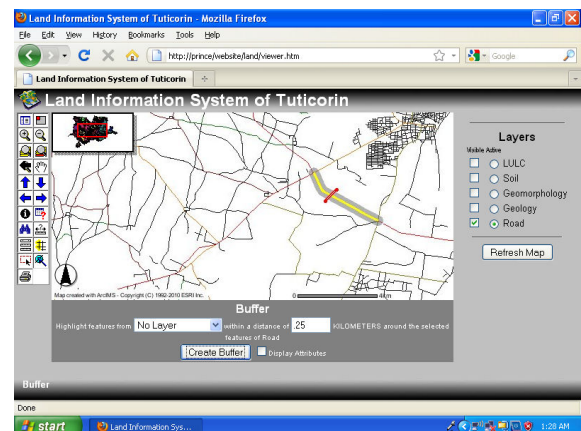 Land Information System of Tuticorin - Mozilla Firefox
File Edit View History Bookmarks Tools Help
http://prince/website/land/viewer.htm
Google
Land Information System of Tuticorin
Land Information System of Tuticorin
Layers
Visible Active
LULC
Soil
Geomorphology
Geology
Road
Refresh Map
Map created with ArcIMS - Copyright (C) 1992-2010 ESRI Inc.
0 4km
Buffer
Highlight features from No Layer within a distance of .25 KILOMETERS around the selected
features of Road
Create Buffer Display Attributes
Buffer
Done
start Land Information Sys... 1:28 AM